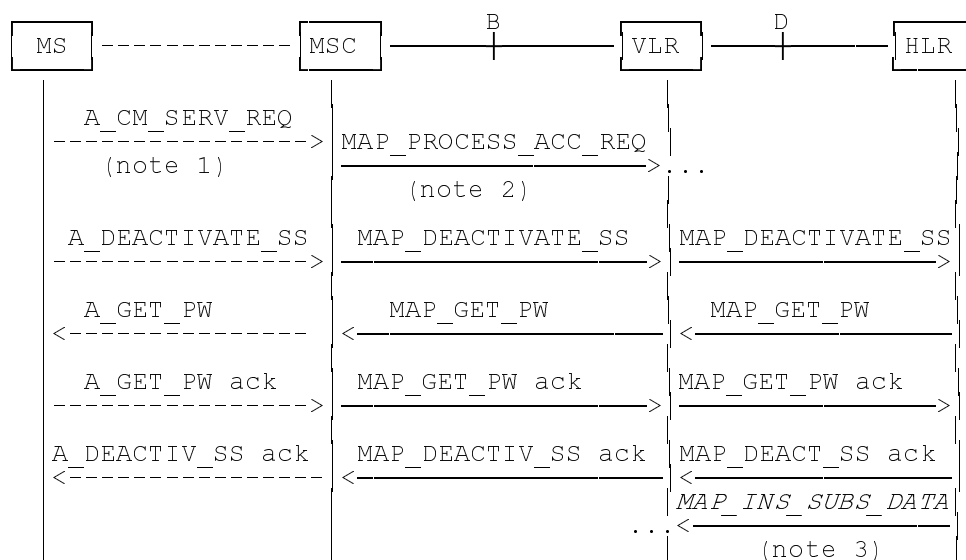 B D
MS MSC VLR HLR
A_CM_SERV_REQ
MAP_PROCESS_ACC_REQ
(note 1) ...
(note 2)
A_DEACTIVATE_SS MAP_DEACTIVATE_SS MAP_DEACTIVATE_SS
A_GET_PW MAP_GET_PW MAP_GET_PW
A_GET_PW ack MAP_GET_PW ack MAP_GET_PW ack
A_DEACTIV_SS ack MAP_DEACTIV_SS ack MAP_DEACT_SS ack
MAP_INS_SUBS_DATA
...
(note 3)